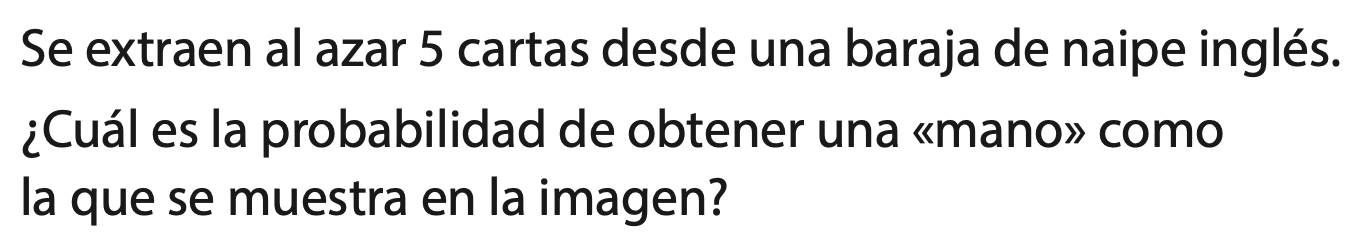 Se extraen al azar 5 cartas desde una baraja de naipe inglés.
¿Cuál es la probabilidad de obtener una «mano» como
la que se muestra en la imagen?